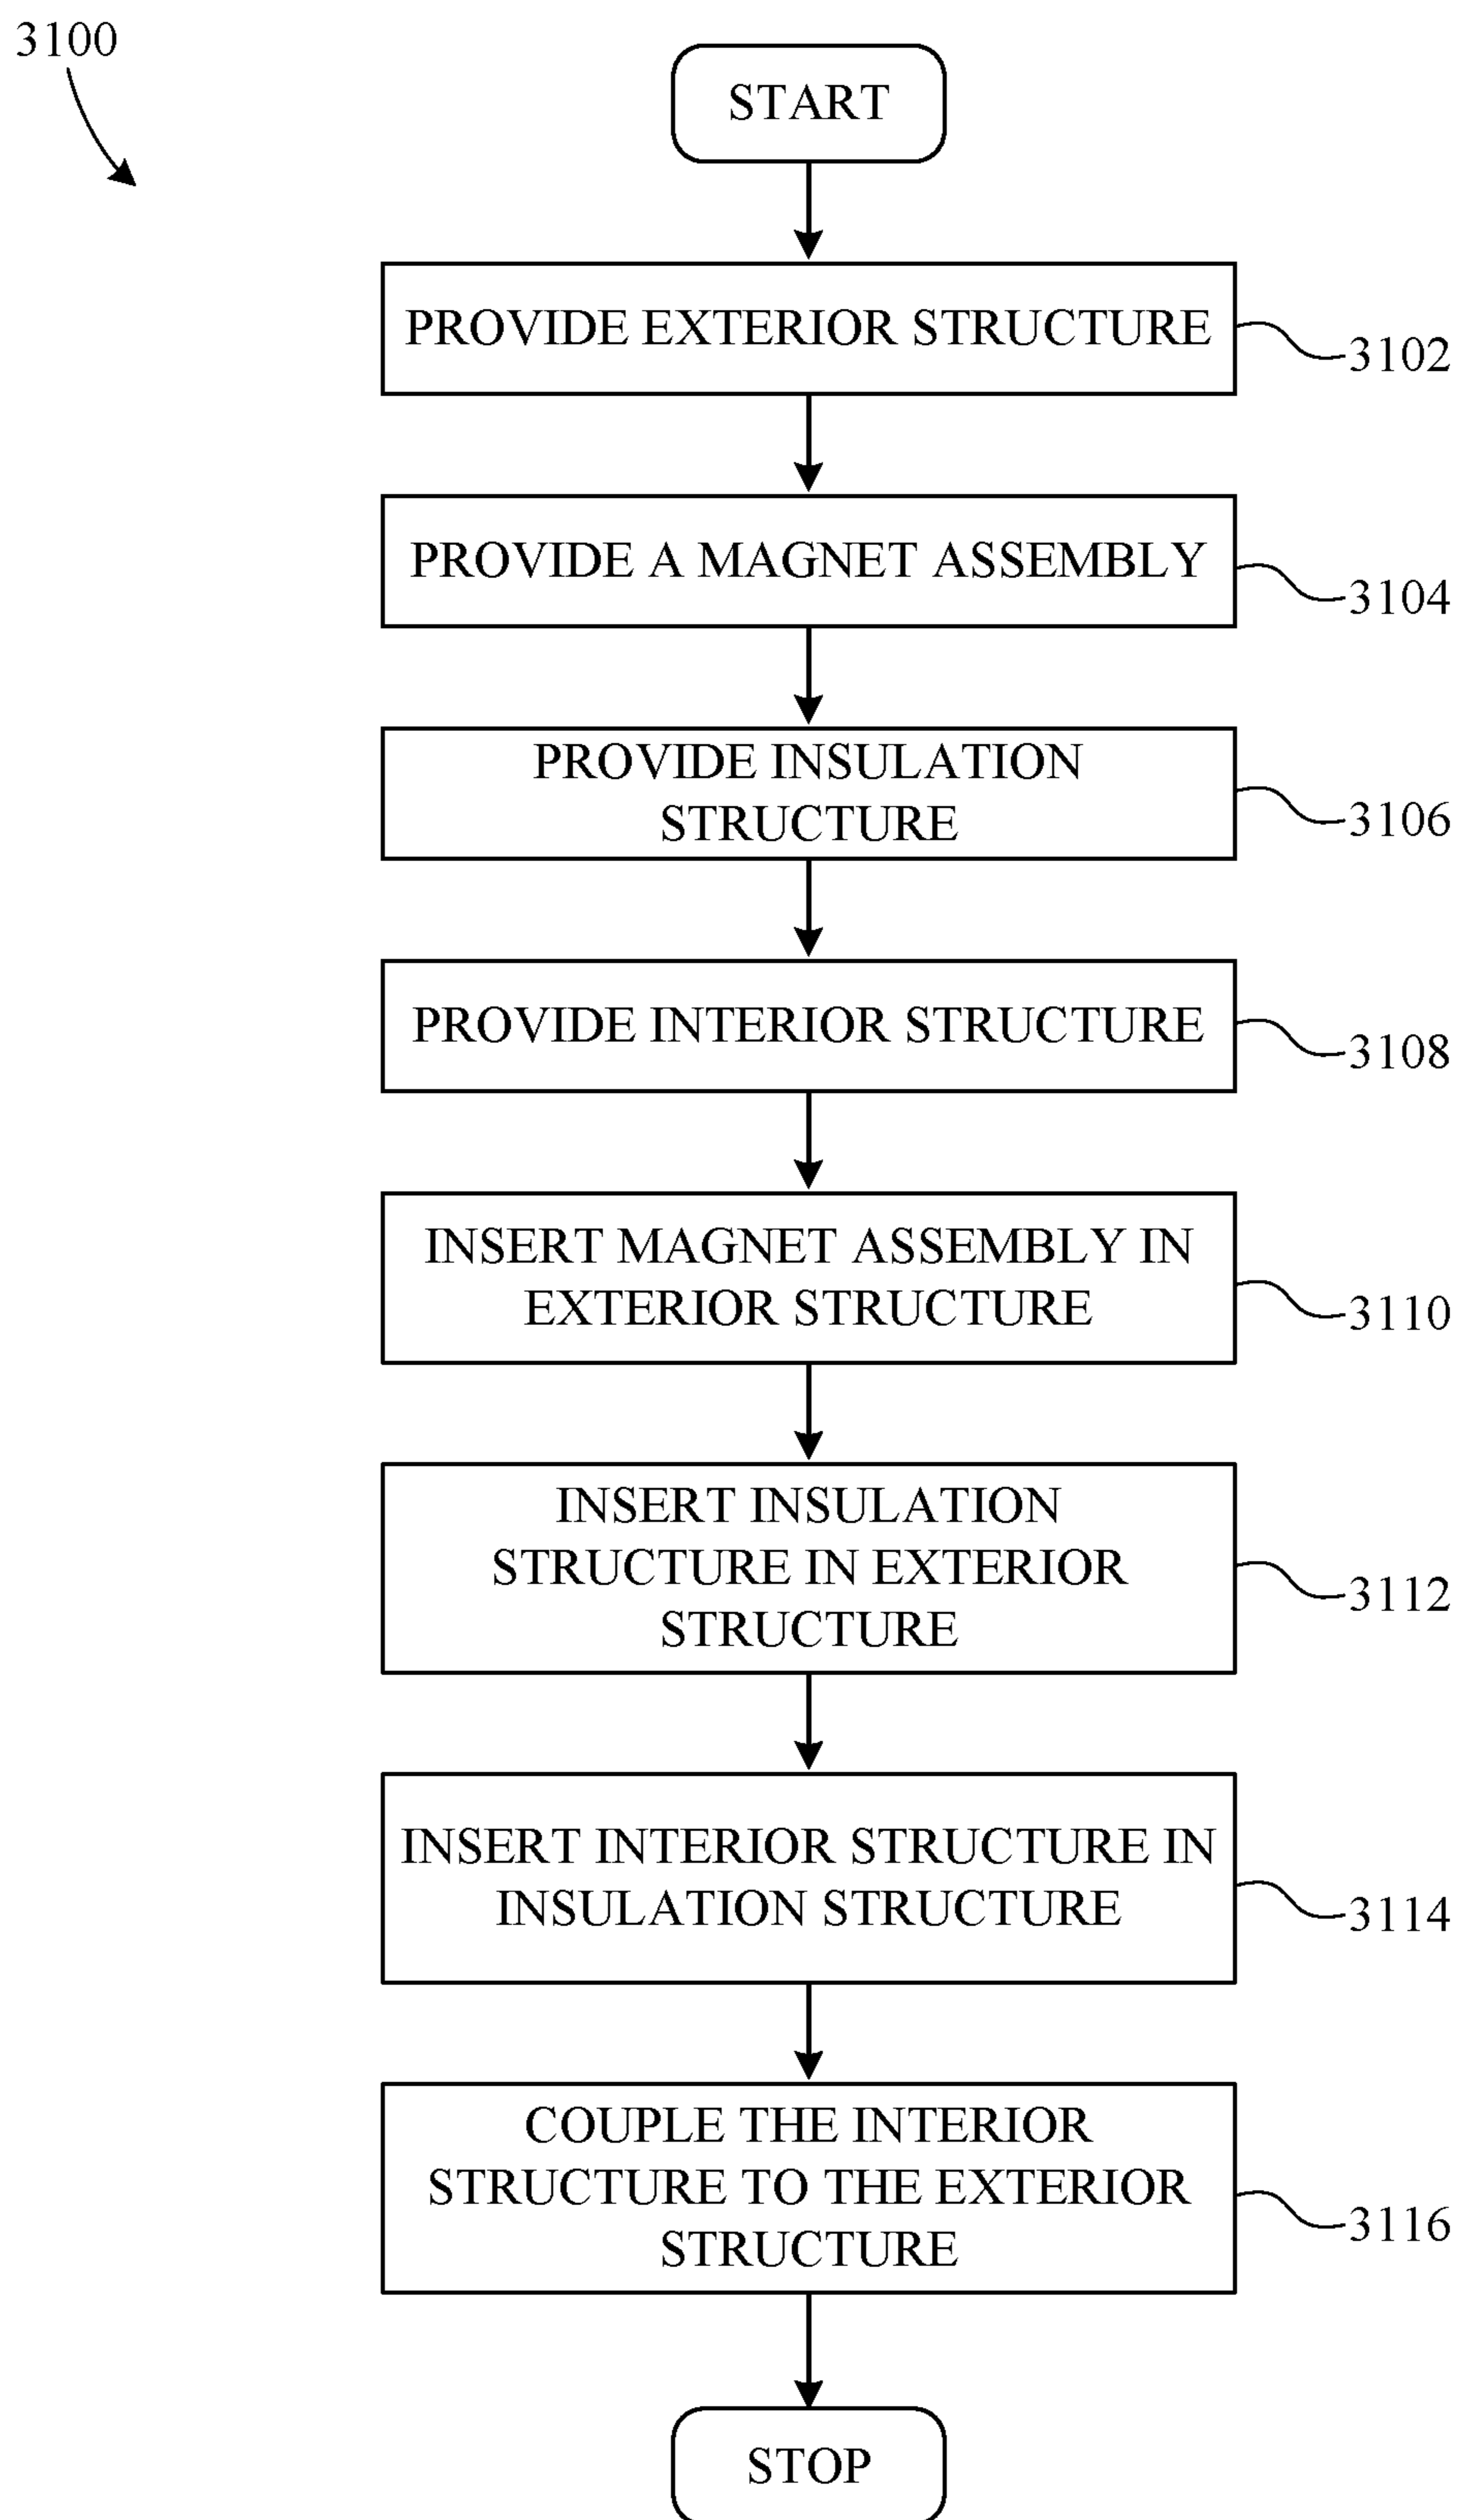 3100
START
PROVIDE EXTERIOR STRUCTURE
3102
PROVIDE A MAGNET ASSEMBLY
3104
PROVIDE INSULATION
STRUCTURE
3106
PROVIDE INTERIOR STRUCTURE
3108
INSERT MAGNET ASSEMBLY IN
EXTERIOR STRUCTURE
3110
INSERT INSULATION
STRUCTURE IN EXTERIOR
STRUCTURE
3112
INSERT INTERIOR STRUCTURE IN
INSULATION STRUCTURE
3114
COUPLE THE INTERIOR
STRUCTURE TO THE EXTERIOR
STRUCTURE
3116
STOP